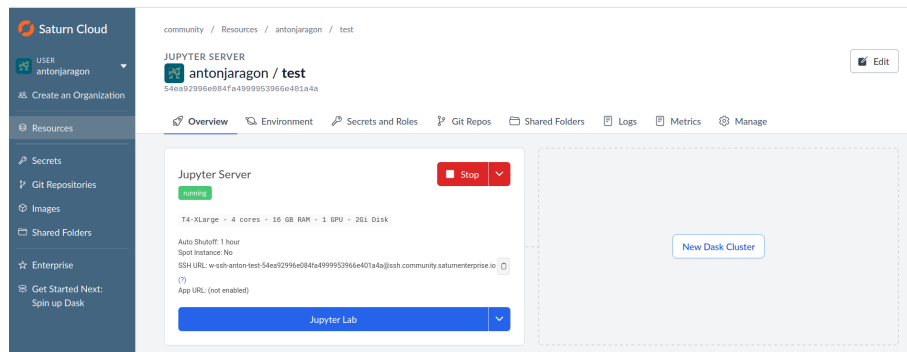 Saturn Cloud
USER
antonjaragon
Create an Organization
Resources
Secrets
Git Repositories
Images
Shared Folders
Enterprise
Get Started Next:
Spin up Dask
community / Resources / antonjaragon / test
JUPYTER SERVER
antonjaragon / test
54ea92996e084fa4999953966e401a4a
Edit
Overview Environment Secrets and Roles Git Repos Shared Folders Logs Metrics Manage
Jupyter Server
Stop
running
T4-XLarge - 4 cores - 16 GB RAM - 1 GPU - 2Gi Disk
Auto Shutoff: 1 hour
Spot Instance: No
SSH URL: w-ssh-anton-test-54ea92996e084fa4999953966e401a4a@ssh.community.saturnenterprise.io
(?)
App URL: (not enabled)
Jupyter Lab
New Dask Cluster